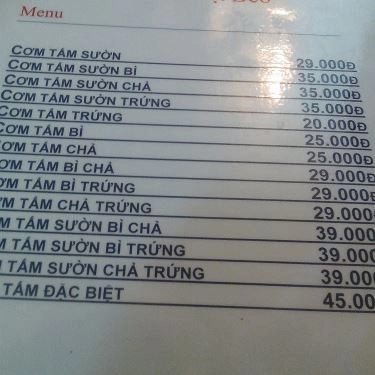 Menu
CƠM TẤM SƯỜN 29.000Đ
CƠM TẤM SƯỜN BÌ 35.000Đ
CƠM TẤM SƯỜN CHẢ 35.000Đ
CƠM TẤM SƯỜN TRỨNG 35.000Đ
CƠM TẤM TRỨNG 20.000Đ
CƠM TẤM BÌ 25.000Đ
CƠM TẤM CHẢ 25.000Đ
ƠM TẤM BÌ CHẢ 29.000Đ
ƠM TẤM BÌ TRỨNG 29.000Đ
ƠM TẤM CHẢ TRỨNG 29.000
M TẤM SƯỜN BÌ CHẢ 39.000
M TẤM SƯỜN BÌ TRỨNG 39.000
M TẤM SƯỜN CHẢ TRỨNG 39.000
TẤM ĐẶC BIỆT 45.00